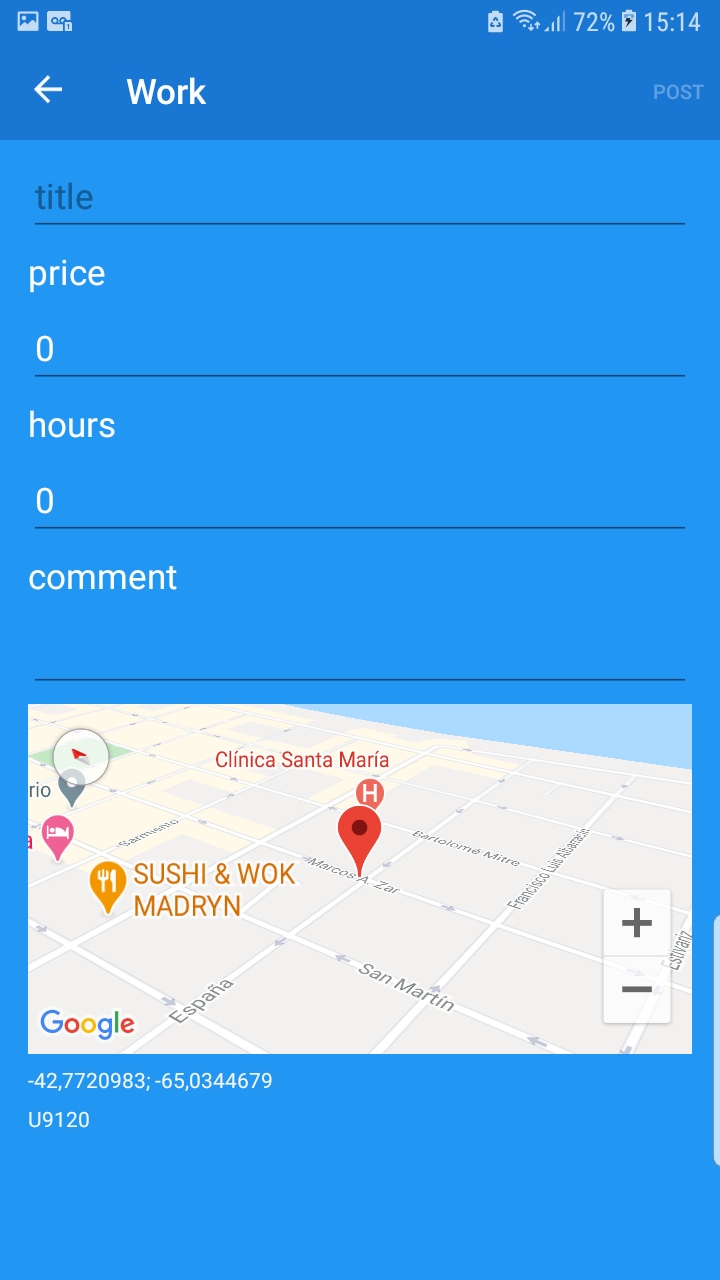 72% 15:14
Work POST
title
price
0
hours
0
comment
Clínica Santa María
H
rio
a
Sarmiento
Bartolomé Mitre
Francisco Luis Albarracín
SUSHI & WOK
MADRYN
Marcos A. Zar
Estivariz
San Martín
España
Google
-42,7720983; -65,0344679
U9120